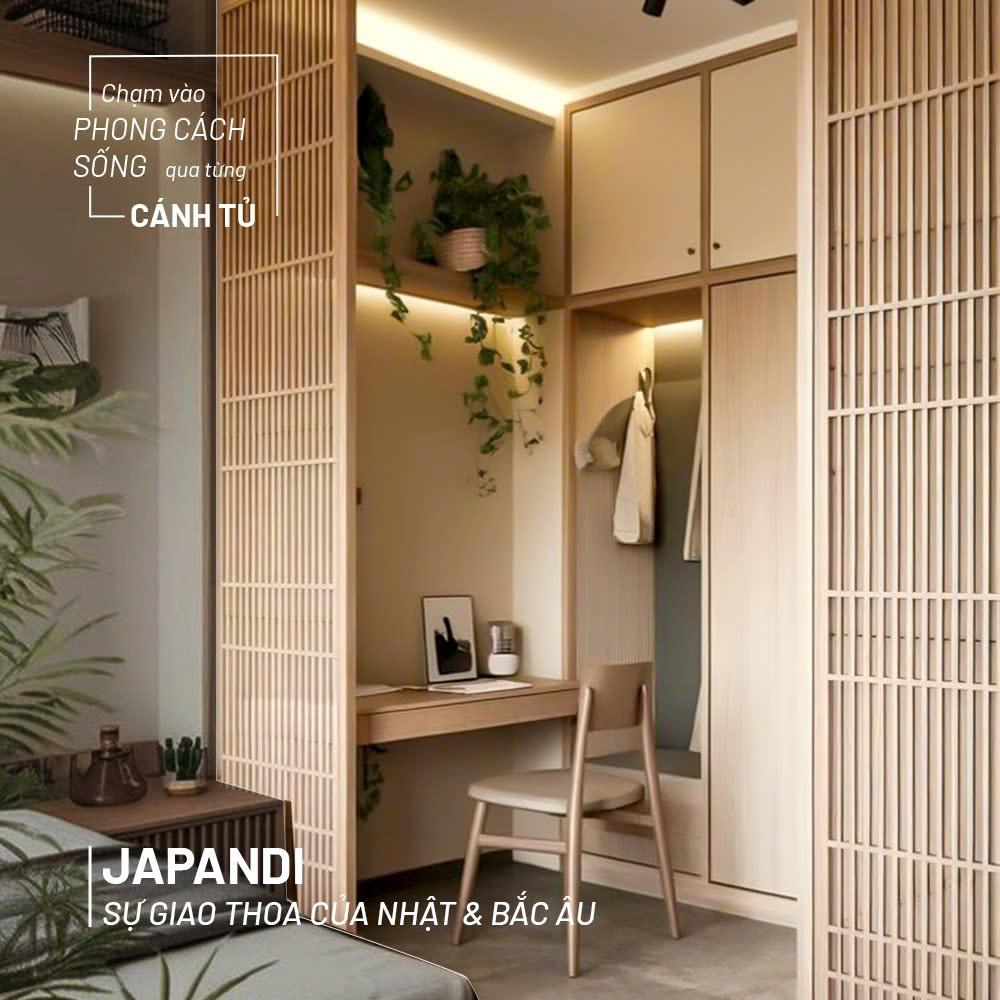 Chạm vào
PHONG CÁCH
SỐNG qua từng
CÁNH TỦ
JAPANDI
SỰ GIAO THOA CỦA NHẬT & BẮC ÂU